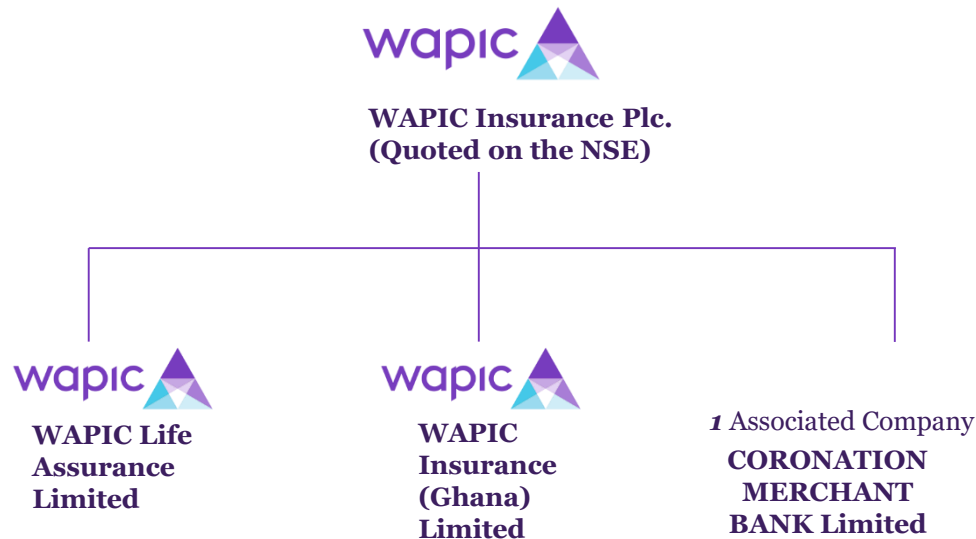 wapic
WAPIC Insurance Plc.
(Quoted on the NSE)
wapic
WAPIC Life
Assurance
Limited
wapic
WAPIC
Insurance
(Ghana)
Limited
1 Associated Company
CORONATION
MERCHANT
BANK Limited